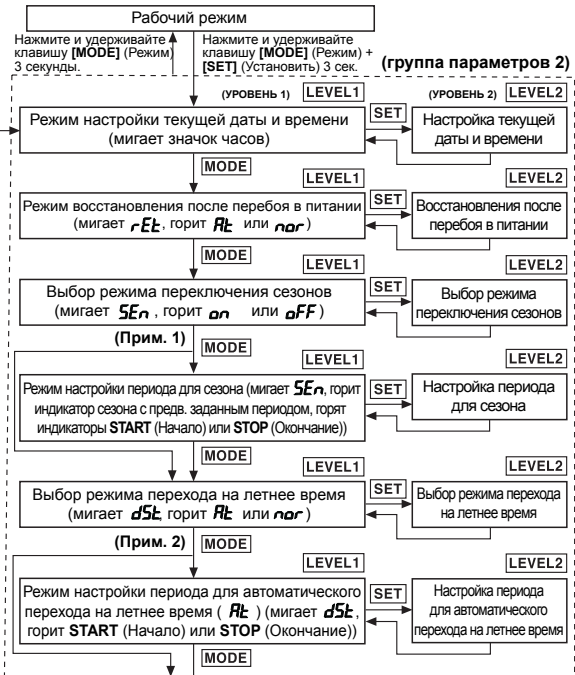 Рабочий режим
Нажмите и удерживайте
клавишу [MODE] (Режим)
3 секунды.
Нажмите и удерживайте
клавишу [MODE] (Режим) +
[SET] (Установить) 3 сек.
(группа параметров 2)
(УРОВЕНЬ 1) LEVEL1
(УРОВЕНЬ 2) LEVEL2
Режим настройки текущей даты и времени
(мигает значок часов)
SET
Настройка текущей
даты и времени
MODE
LEVEL1
LEVEL2
Режим восстановления после перебоя в питании
(мигает rEt, горит At или nor)
SET
Восстановления после
перебоя в питании
MODE
LEVEL1
LEVEL2
Выбор режима переключения сезонов
(мигает SEn , горит on или oFF)
SET
Выбор режима
переключения сезонов
(Прим. 1)
MODE
LEVEL1
LEVEL2
Режим настройки периода для сезона (мигает SEn, горит
индикатор сезона с предв. заданным периодом, горят
индикаторы START (Начало) или STOP (Окончание))
SET
Настройка периода
для сезона
MODE
LEVEL1
LEVEL2
Выбор режима перехода на летнее время
(мигает dSt, горит At или nor)
SET
Выбор режима перехода
на летнее время
(Прим. 2)
MODE
LEVEL1
LEVEL2
Режим настройки периода для автоматического
перехода на летнее время ( At ) (мигает dSt,
горит START (Начало) или STOP (Окончание))
SET
Настройка периода
для автоматического
перехода на летнее время
MODE